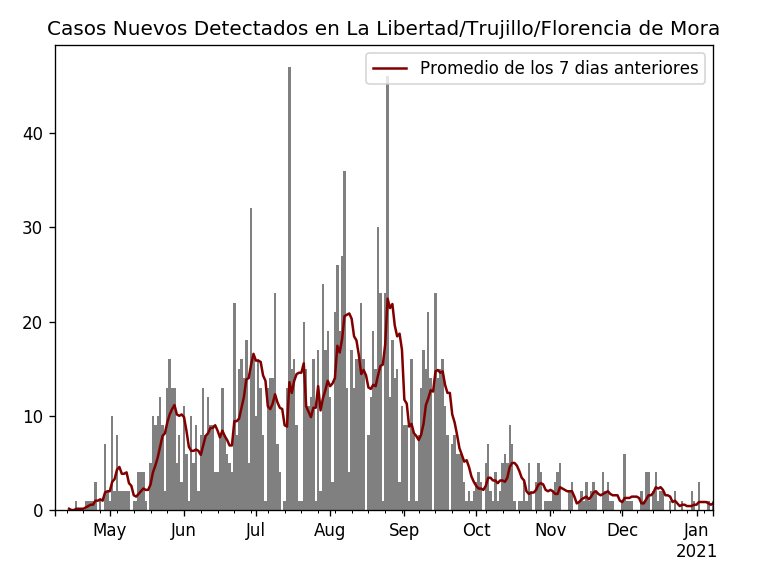 Casos Nuevos Detectados en La Libertad/Trujillo/Florencia de Mora
Promedio de los 7 dias anteriores
40
30
20
10
0
May Jun Jul Aug Sep Oct Nov Dec Jan
2021